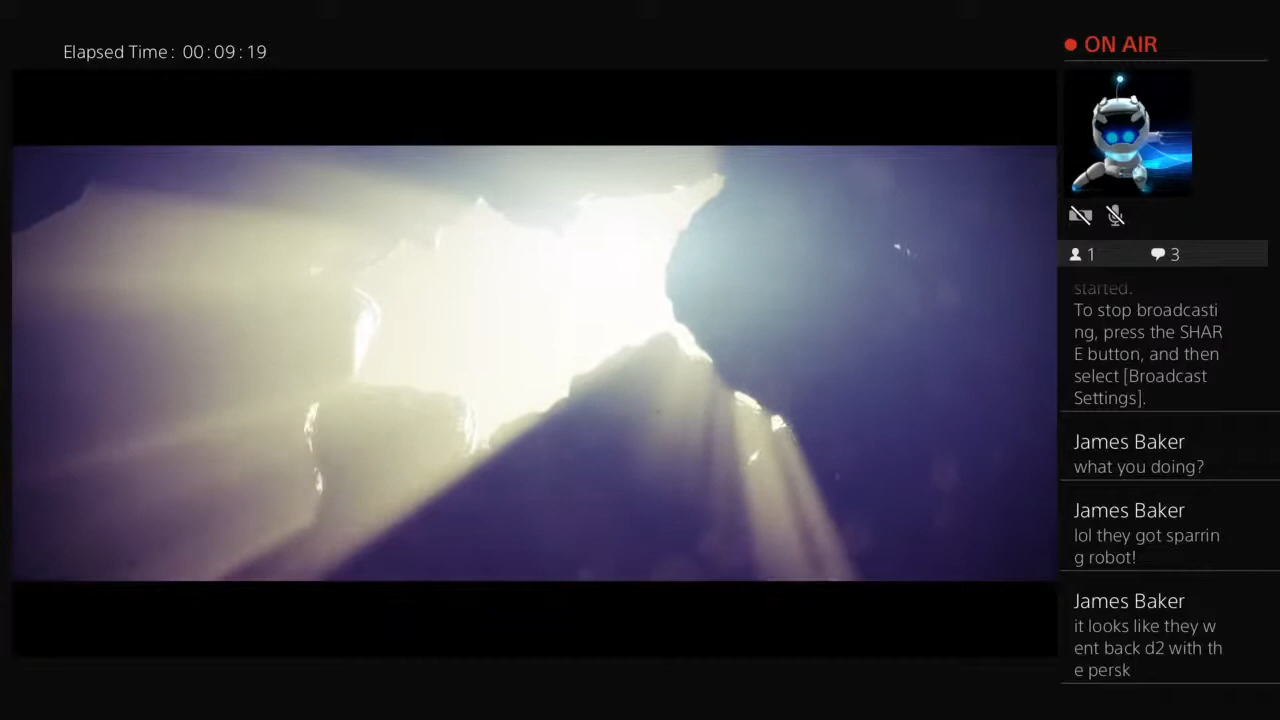 Elapsed Time: 00:09:19
ON AIR
1
3
started.
To stop broadcasti
ng, press the SHAR
E button, and then
select [Broadcast
Settings].
James Baker
what you doing?
James Baker
lol they got sparrin
g robot!
James Baker
it looks like they w
ent back d2 with th
e persk